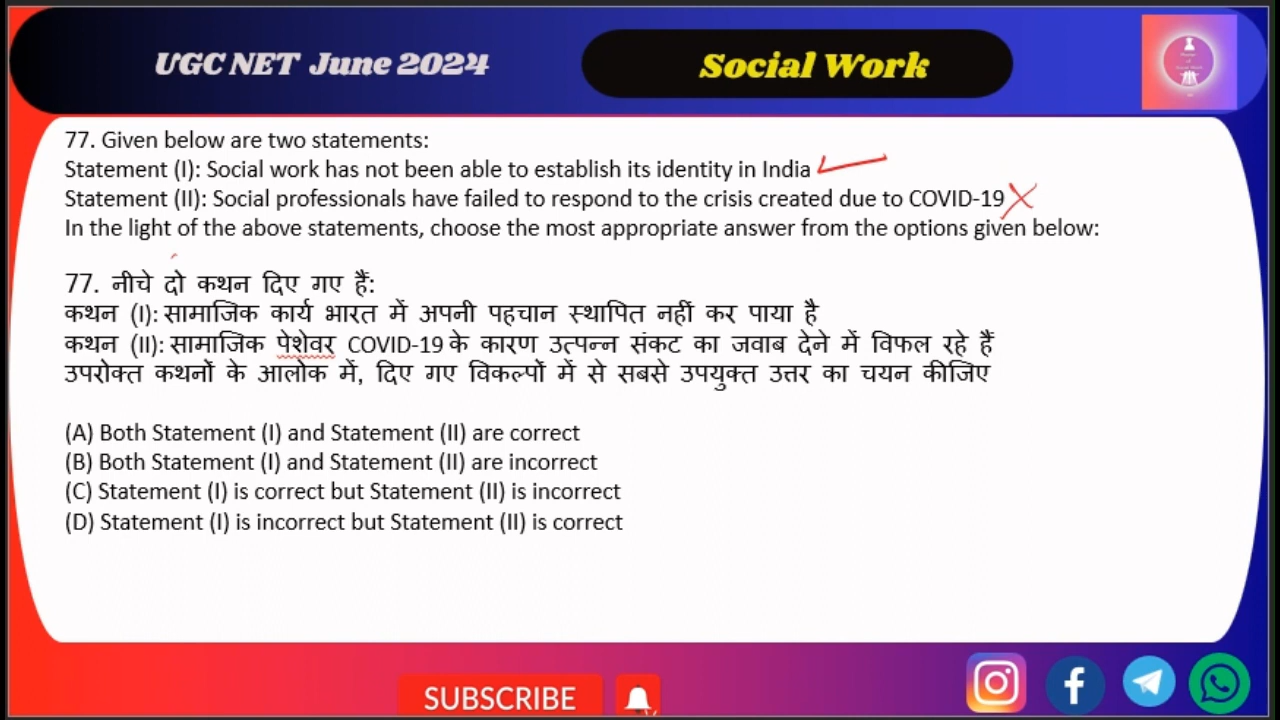 UGC NET June 2024
Social Work
77. Given below are two statements:
Statement (I): Social work has not been able to establish its identity in India
Statement (II): Social professionals have failed to respond to the crisis created due to COVID-19
In the light of the above statements, choose the most appropriate answer from the options given below:
77. नीचे दो कथन दिए गए हैं:
कथन (I): सामाजिक कार्य भारत में अपनी पहचान स्थापित नहीं कर पाया है
कथन (II): सामाजिक पेशेवर COVID-19 के कारण उत्पन्न संकट का जवाब देने में विफल रहे हैं
उपरोक्त कथनों के आलोक में, दिए गए विकल्पों में से सबसे उपयुक्त उत्तर का चयन कीजिए
(A) Both Statement (I) and Statement (II) are correct
(B) Both Statement (I) and Statement (II) are incorrect
(C) Statement (I) is correct but Statement (II) is incorrect
(D) Statement (I) is incorrect but Statement (II) is correct
SUBSCRIBE